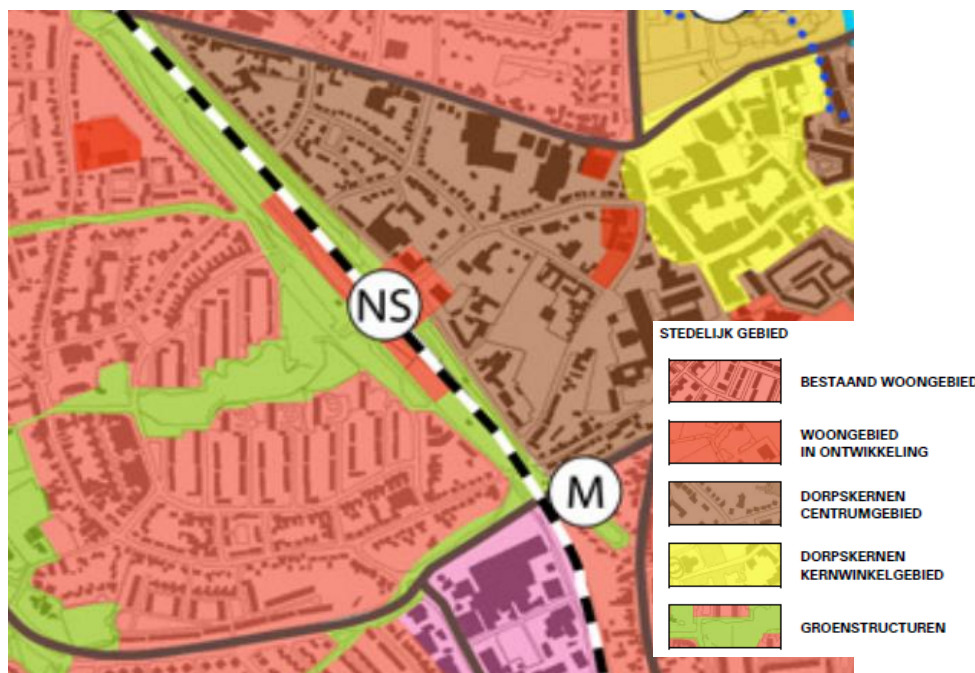 NS
M
STEDELIJK GEBIED
BESTAAND WOONGEBIED
WOONGEBIED
IN ONTWIKKELING
DORPSKERNEN
CENTRUMGEBIED
DORPSKERNEN
KERNWINKELGEBIED
GROENSTRUCTUREN